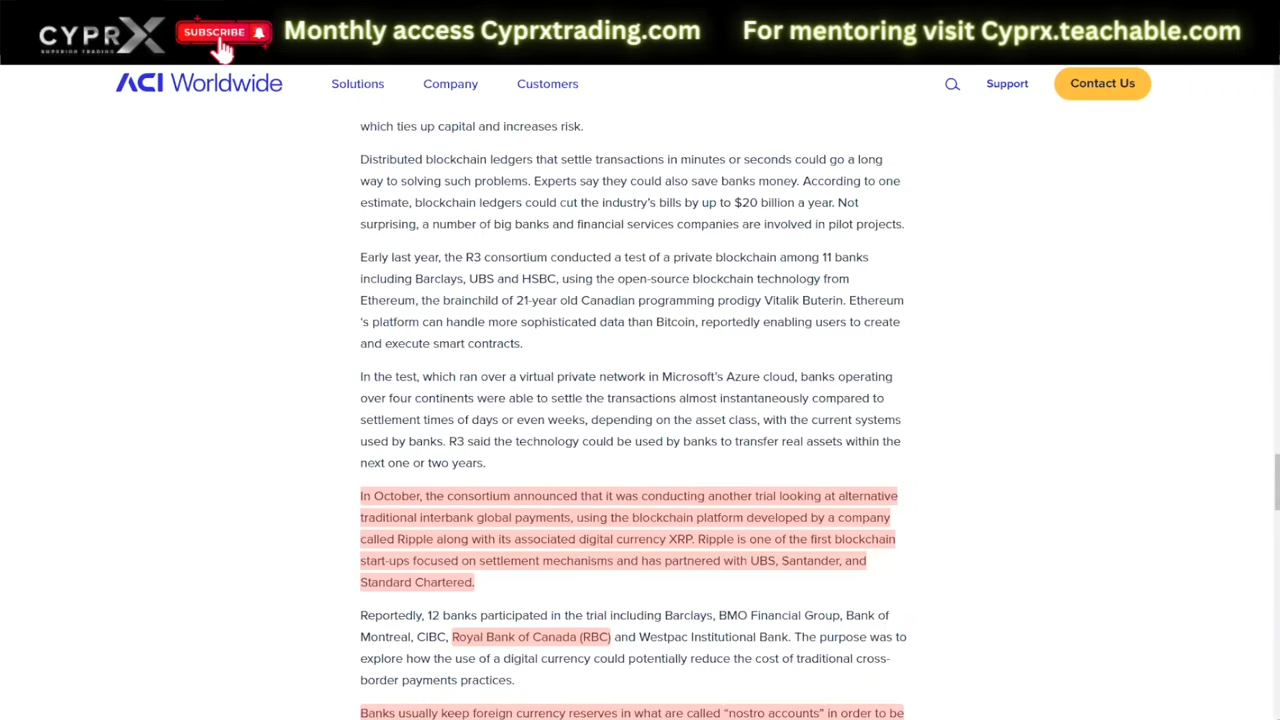 CYPRX
SUPERIOR TRADING
SUBSCRIBE
Monthly access Cyprxtrading.com
For mentoring visit Cyprx.teachable.com
ACI Worldwide
Solutions
Company
Customers
Support
Contact Us
which ties up capital and increases risk.
Distributed blockchain ledgers that settle transactions in minutes or seconds could go a long
way to solving such problems. Experts say they could also save banks money. According to one
estimate, blockchain ledgers could cut the industry's bills by up to $20 billion a year. Not
surprising, a number of big banks and financial services companies are involved in pilot projects.
Early last year, the R3 consortium conducted a test of a private blockchain among 11 banks
including Barclays, UBS and HSBC, using the open-source blockchain technology from
Ethereum, the brainchild of 21-year old Canadian programming prodigy Vitalik Buterin. Ethereum
‘s platform can handle more sophisticated data than Bitcoin, reportedly enabling users to create
and execute smart contracts.
In the test, which ran over a virtual private network in Microsoft's Azure cloud, banks operating
over four continents were able to settle the transactions almost instantaneously compared to
settlement times of days or even weeks, depending on the asset class, with the current systems
used by banks. R3 said the technology could be used by banks to transfer real assets within the
next one or two years.
In October, the consortium announced that it was conducting another trial looking at alternative
traditional interbank global payments, using the blockchain platform developed by a company
called Ripple along with its associated digital currency XRP. Ripple is one of the first blockchain
start-ups focused on settlement mechanisms and has partnered with UBS, Santander, and
Standard Chartered.
Reportedly, 12 banks participated in the trial including Barclays, BMO Financial Group, Bank of
Montreal, CIBC, Royal Bank of Canada (RBC) and Westpac Institutional Bank. The purpose was to
explore how the use of a digital currency could potentially reduce the cost of traditional cross-
border payments practices.
Banks usually keep foreign currency reserves in what are called “nostro accounts” in order to be